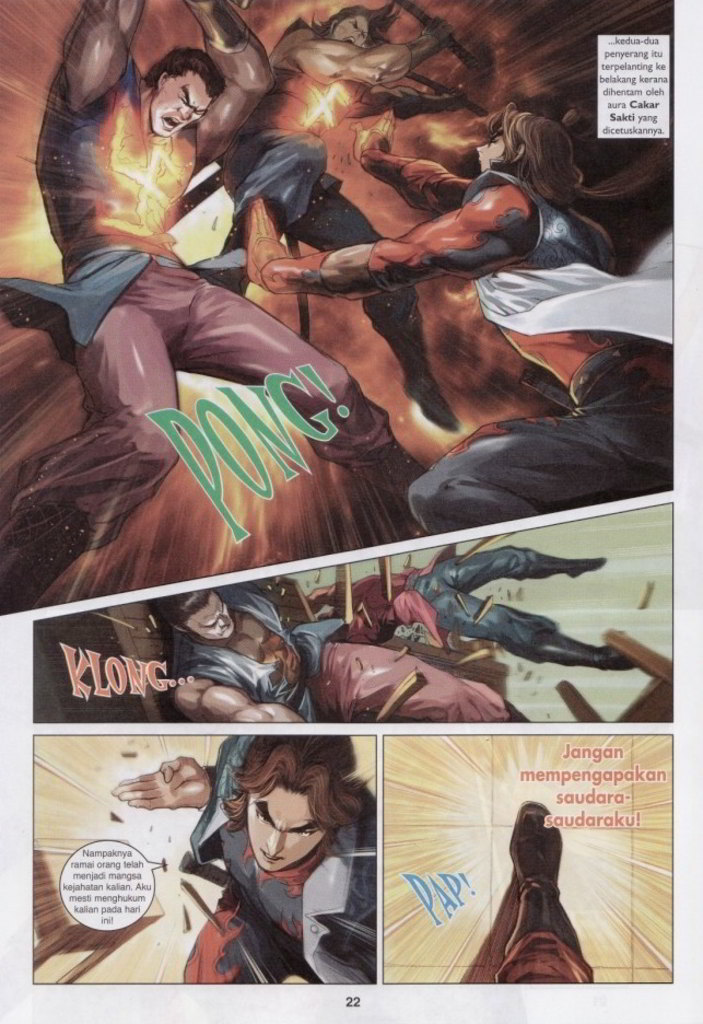 ...kedua-dua
penyerang itu
terpelanting ke
belakang kerana
dihentam oleh
aura Cakar
Sakti yang
dicetuskannya.
PONG!
KLONG...
Nampaknya
ramai orang telah
menjadi mangsa
kejahatan kalian. Aku
mesti menghukum
kalian pada hari
ini!
Jangan
mempengapakan
saudara-
saudaraku!
PAP!
22